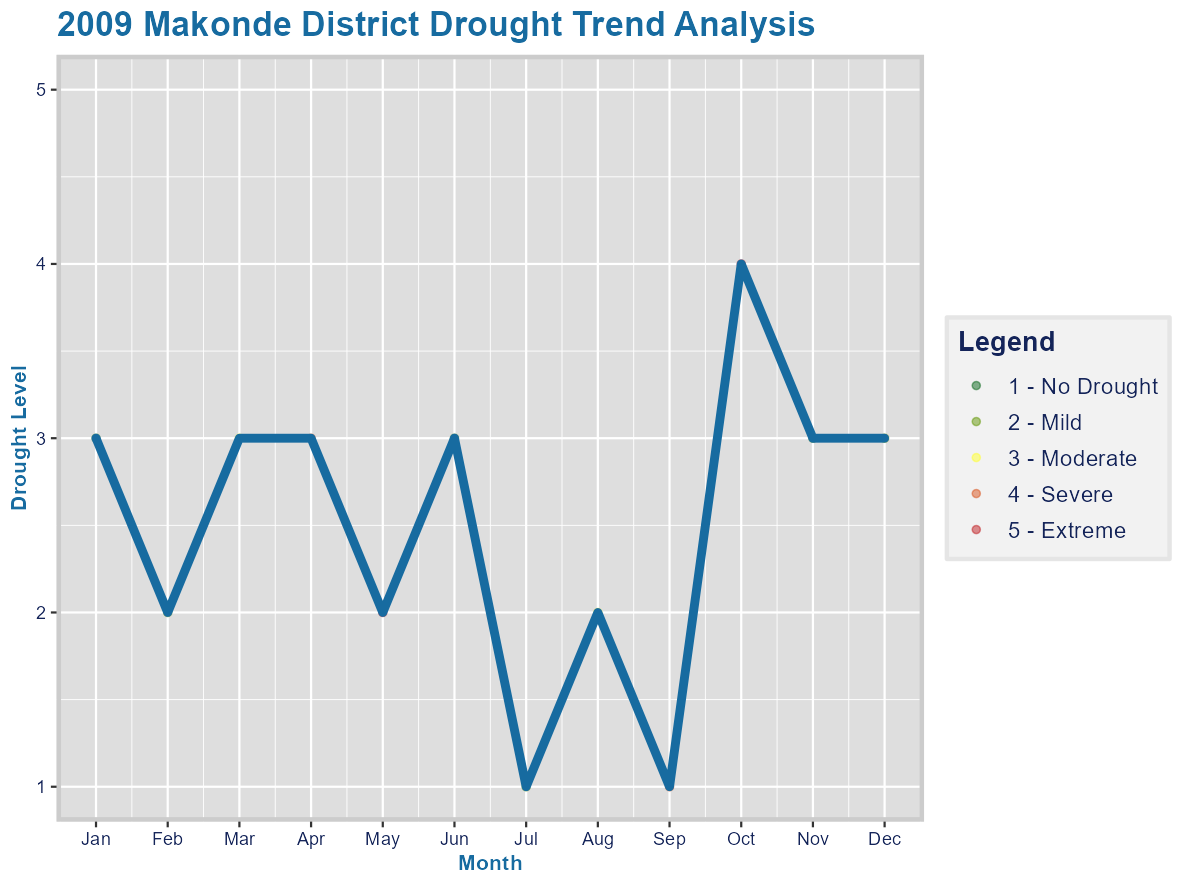 2009 Makonde District Drought Trend Analysis
5
4
3
2
1
Drought Level
Jan Feb Mar Apr May Jun Jul Aug Sep Oct Nov Dec
Month
Legend
1 - No Drought
2 - Mild
3 - Moderate
4 - Severe
5 - Extreme